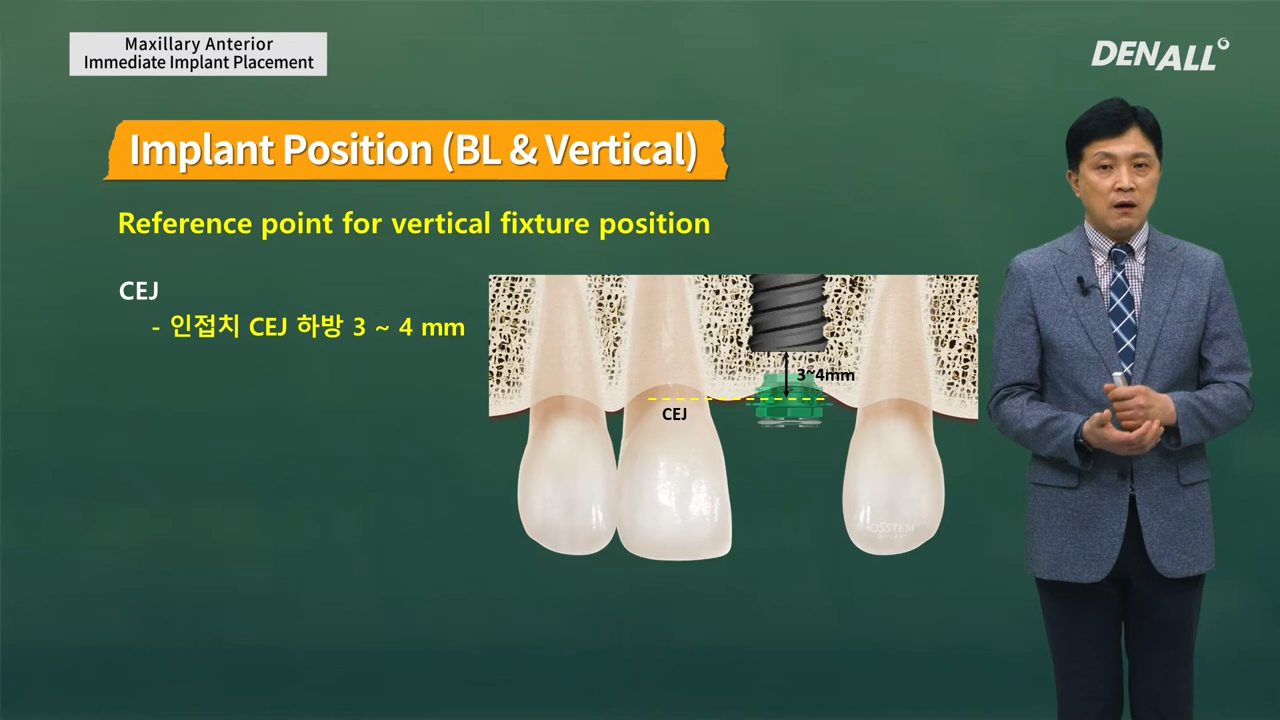 Maxillary Anterior
Immediate Implant Placement
DENALL
Implant Position (BL & Vertical)
Reference point for vertical fixture position
CEJ
- 인접치 CEJ 하방 3 ~ 4 mm
3~4mm
CEJ
OSSTEM